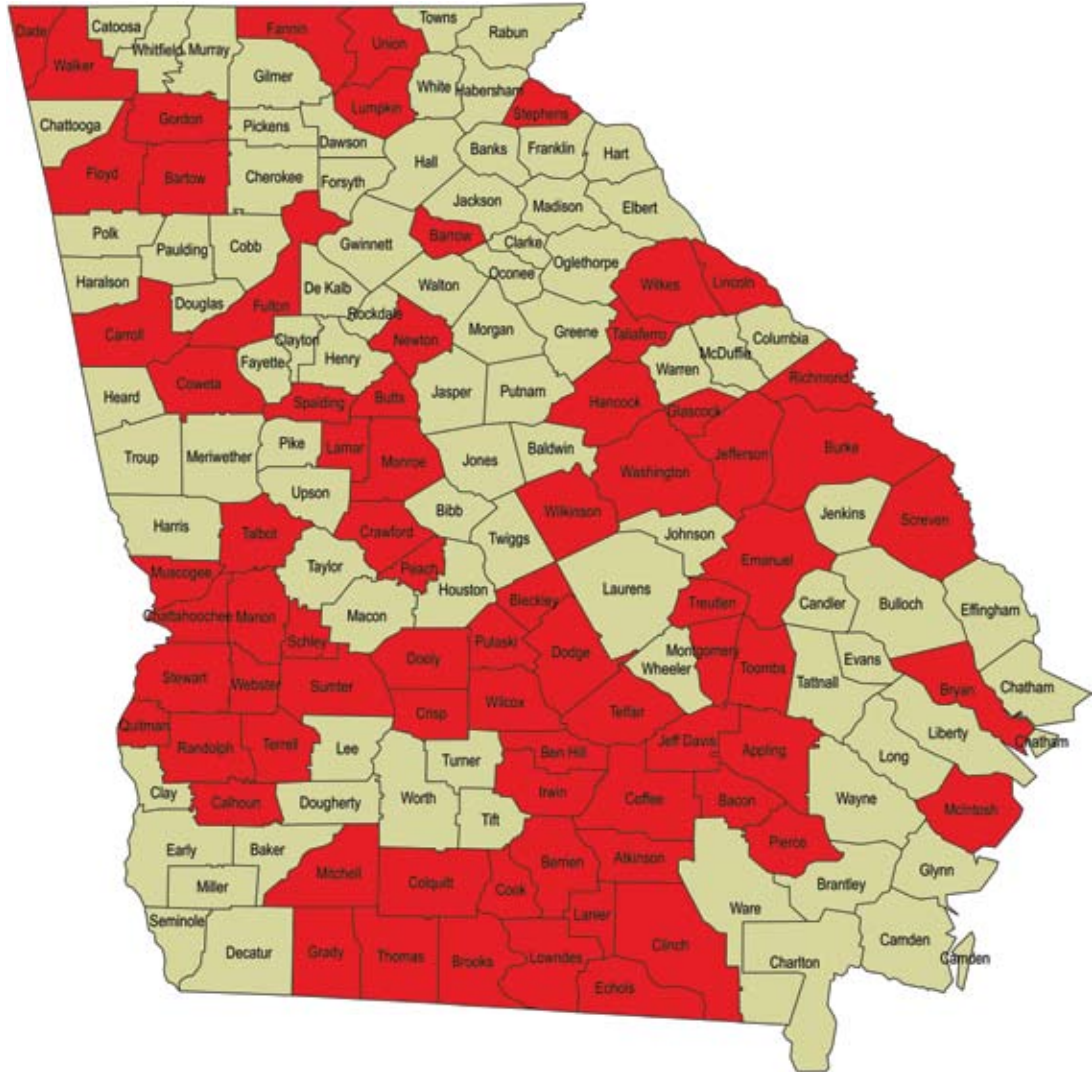 Towns
Rabun
Dade
Catoosa
Whitfield
Murray
Fannin
Union
Walker
Gilmer
White
Habersham
Lumpkin
Stephens
Chattooga
Gordon
Pickens
Dawson
Banks
Franklin
Hart
Hall
Floyd
Bartow
Cherokee
Forsyth
Jackson
Madison
Elbert
Polk
Paulding
Cobb
Gwinnett
Barrow
Clarke
Oconee
Oglethorpe
Haralson
Douglas
De Kalb
Walton
Wilkes
Lincoln
Fulton
Rockdale
Carroll
Newton
Morgan
Greene
Taliaferro
Columbia
Clayton
Henry
Fayette
Warren
McDuffie
Richmond
Heard
Coweta
Spalding
Butts
Jasper
Putnam
Hancock
Glascock
Troup
Meriwether
Pike
Lamar
Monroe
Jones
Baldwin
Washington
Jefferson
Burke
Upson
Harris
Talbot
Crawford
Bibb
Twiggs
Wilkinson
Johnson
Jenkins
Screven
Muscogee
Taylor
Peach
Houston
Laurens
Emanuel
Chattahoochee
Marion
Macon
Bleckley
Treutlen
Candler
Bulloch
Effingham
Schley
Dooly
Pulaski
Dodge
Montgomery
Wheeler
Toombs
Evans
Tattnall
Stewart
Webster
Sumter
Crisp
Wilcox
Telfair
Bryan
Chatham
Quitman
Randolph
Terrell
Lee
Turner
Ben Hill
Jeff Davis
Appling
Long
Liberty
Chatham
Clay
Calhoun
Dougherty
Worth
Tift
Irwin
Coffee
Bacon
Wayne
McIntosh
Early
Baker
Mitchell
Colquitt
Cook
Berrien
Atkinson
Pierce
Brantley
Glynn
Miller
Seminole
Decatur
Grady
Thomas
Brooks
Lowndes
Lanier
Clinch
Echols
Ware
Charlton
Camden
Camden